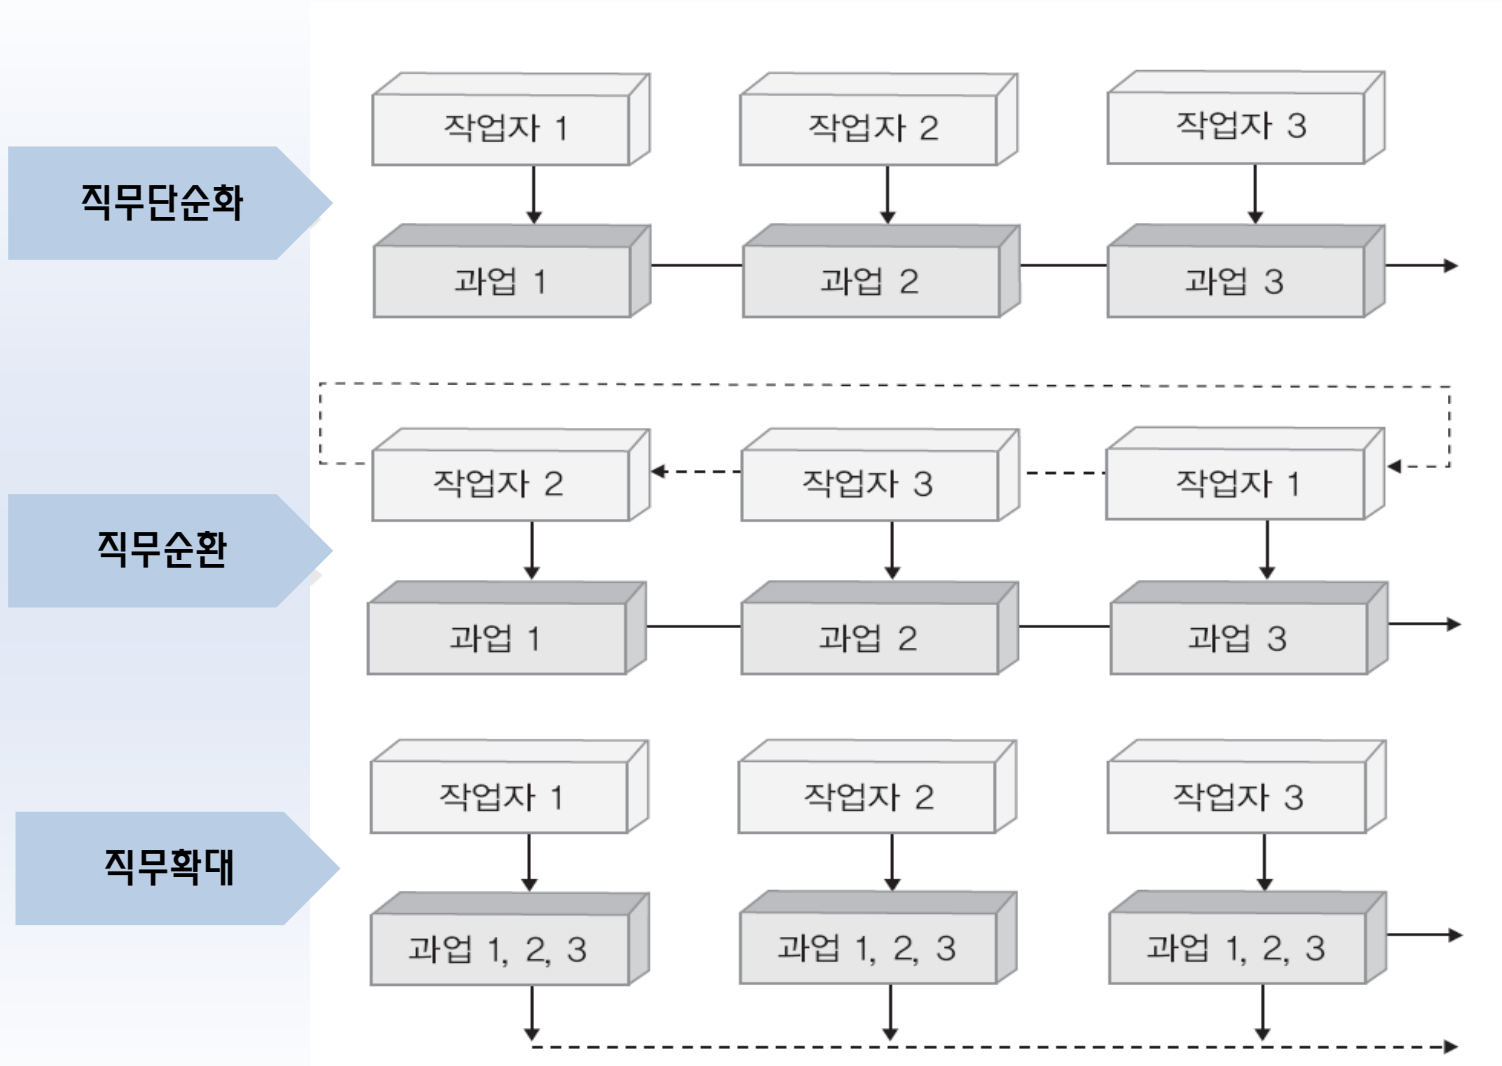 작업자 1
작업자 2
작업자 3
직무단순화
과업 1
과업 2
과업 3
작업자 2
작업자 3
작업자 1
직무순환
과업 1
과업 2
과업 3
작업자 1
작업자 2
작업자 3
직무확대
과업 1, 2, 3
과업 1, 2, 3
과업 1, 2, 3